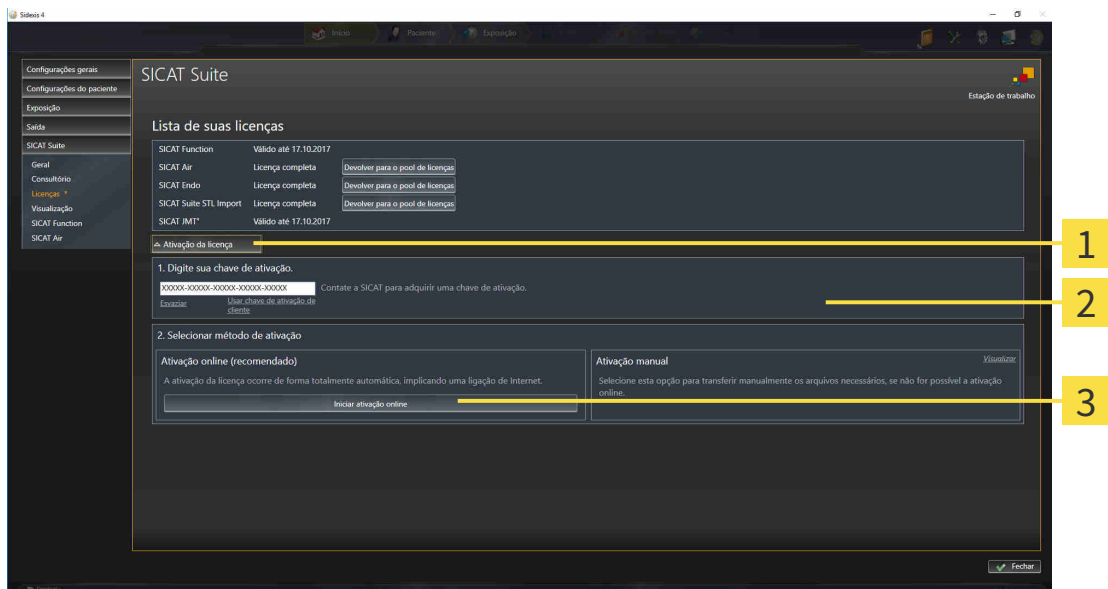 Sidexis 4
Início
Paciente
Exposição
Configurações gerais
Configurações do paciente
Exposição
Saída
SICAT Suite
Geral
Consultório
Licenças *
Visualização
SICAT Function
SICAT Air
SICAT Suite
Estação de trabalho
Lista de suas licenças
SICAT Function Válido até 17.10.2017
SICAT Air Licença completa Devolver para o pool de licenças
SICAT Endo Licença completa Devolver para o pool de licenças
SICAT Suite STL Import Licença completa Devolver para o pool de licenças
SICAT JMT⁺ Válido até 17.10.2017
Ativação da licença
1
1. Digite sua chave de ativação.
XXXXX-XXXXX-XXXXX-XXXXX-XXXXX Contate a SICAT para adquirir uma chave de ativação.
Esvaziar
Usar chave de ativação de
cliente
2
2. Selecionar método de ativação
Ativação online (recomendado)
A ativação da licença ocorre de forma totalmente automática, implicando uma ligação de Internet.
Iniciar ativação online
Ativação manual
Visualizar
Selecione esta opção para transferir manualmente os arquivos necessários, se não for possível a ativação
online.
3
Fechar